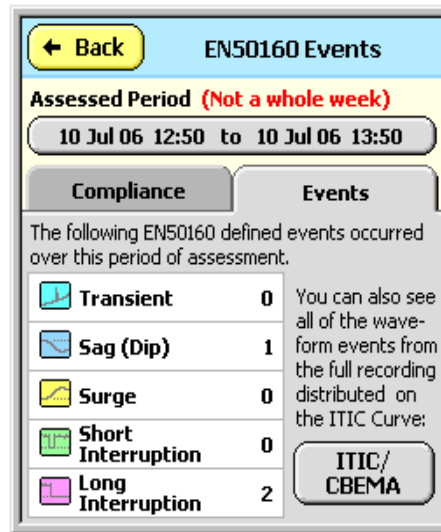 ← Back
EN50160 Events
Assessed Period (Not a whole week)
10 Jul 06 12:50 to 10 Jul 06 13:50
Compliance
Events
The following EN50160 defined events occurred
over this period of assessment.
Transient 0
Sag (Dip) 1
Surge 0
Short
Interruption 0
Long
Interruption 2
You can also see
all of the wave-
form events from
the full recording
distributed on
the ITIC Curve:
ITIC/
CBEMA